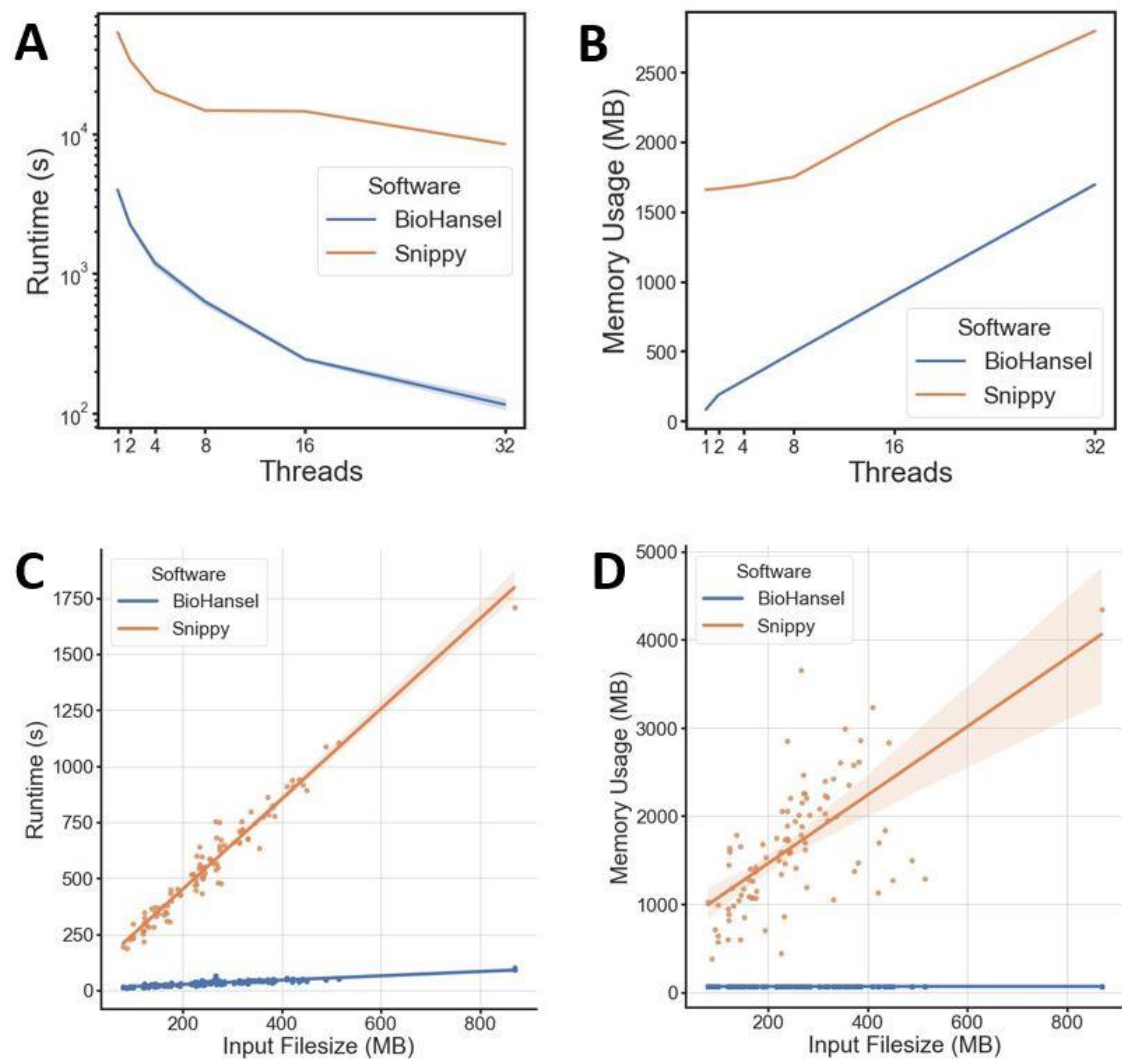 A
Runtime (s)
10^4
10^3
10^2
Software
BioHansel
Snippy
1 2 4 8 16 32
Threads
B
Memory Usage (MB)
2500
2000
1500
1000
500
0
Software
BioHansel
Snippy
1 2 4 8 16 32
Threads
C
Runtime (s)
1750
1500
1250
1000
750
500
250
0
Software
BioHansel
Snippy
200 400 600 800
Input Filesize (MB)
D
Memory Usage (MB)
5000
4000
3000
2000
1000
0
Software
BioHansel
Snippy
200 400 600 800
Input Filesize (MB)